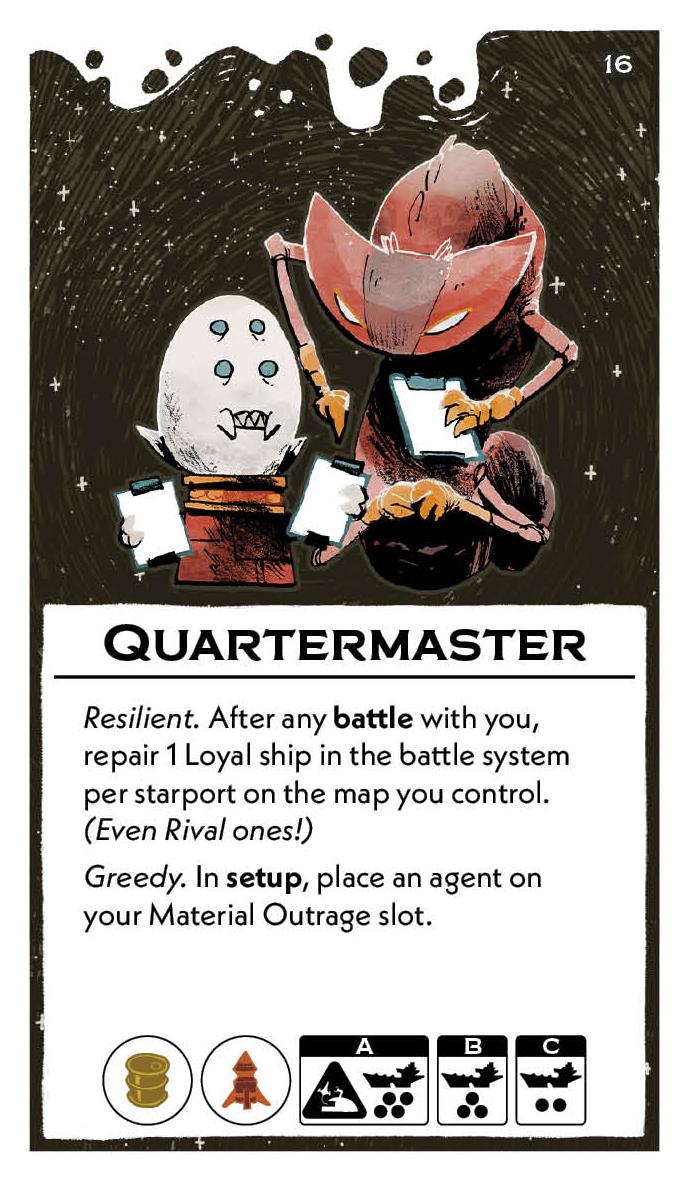 16
QUARTERMASTER
Resilient. After any battle with you,
repair 1 Loyal ship in the battle system
per starport on the map you control.
(Even Rival ones!)
Greedy. In setup, place an agent on
your Material Outrage slot.
A B C